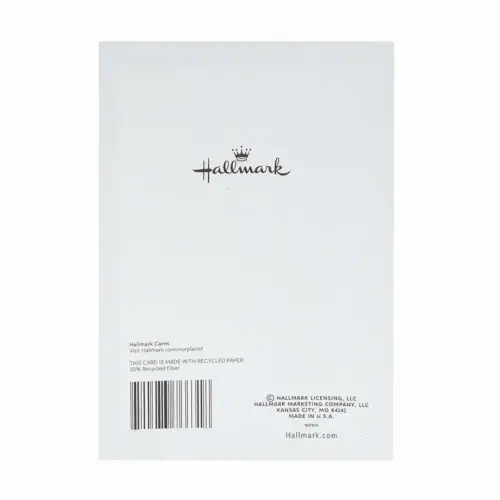 Hallmark
Hallmark Cares
Visit Hallmark.com/ourplanet
THIS CARD IS MADE WITH RECYCLED PAPER
20% Recycled Fiber
© HALLMARK LICENSING, LLC
HALLMARK MARKETING COMPANY, LLC
KANSAS CITY, MO 64141
MADE IN U.S.A.
Hallmark.com